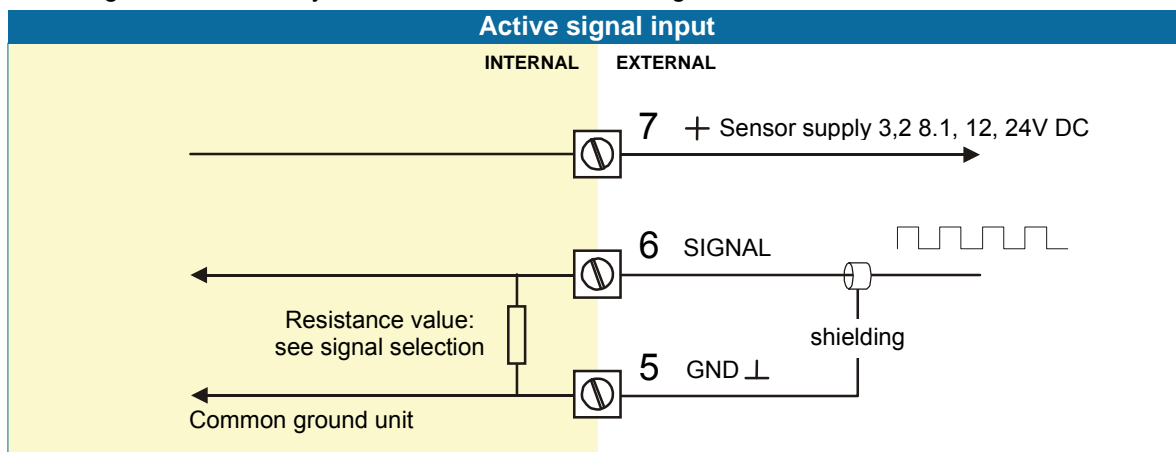 Active signal input
INTERNAL EXTERNAL
7 + Sensor supply 3,2 8.1, 12, 24V DC
6 SIGNAL
Resistance value:
see signal selection
shielding
5 GND ⊥
Common ground unit